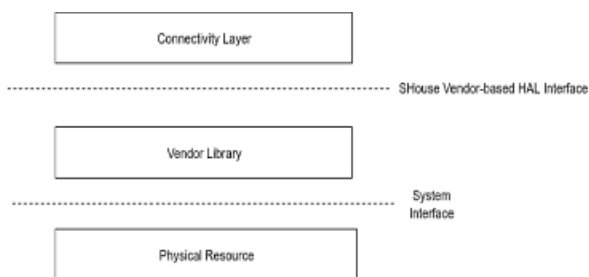 Connectivity Layer
SHouse Vendor-based HAL Interface
Vendor Library
System
Interface
Physical Resource